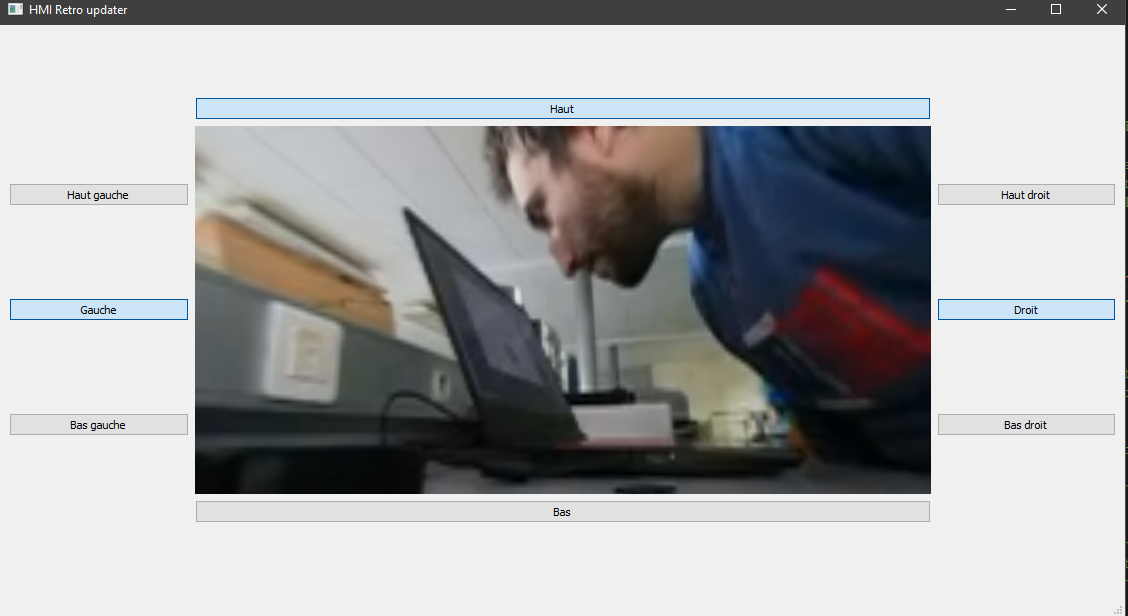 HMI Retro updater
Haut
Haut gauche
Haut droit
Gauche
Droit
Bas gauche
Bas droit
Bas